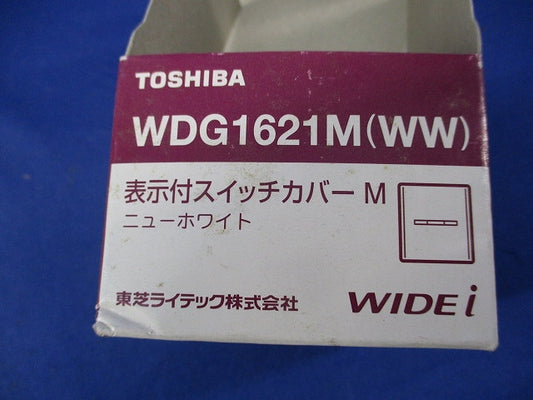 TOSHIBA
WDG1621M(WW)
表示付スイッチカバー M
ニューホワイト
東芝ライテック株式会社 WIDE i